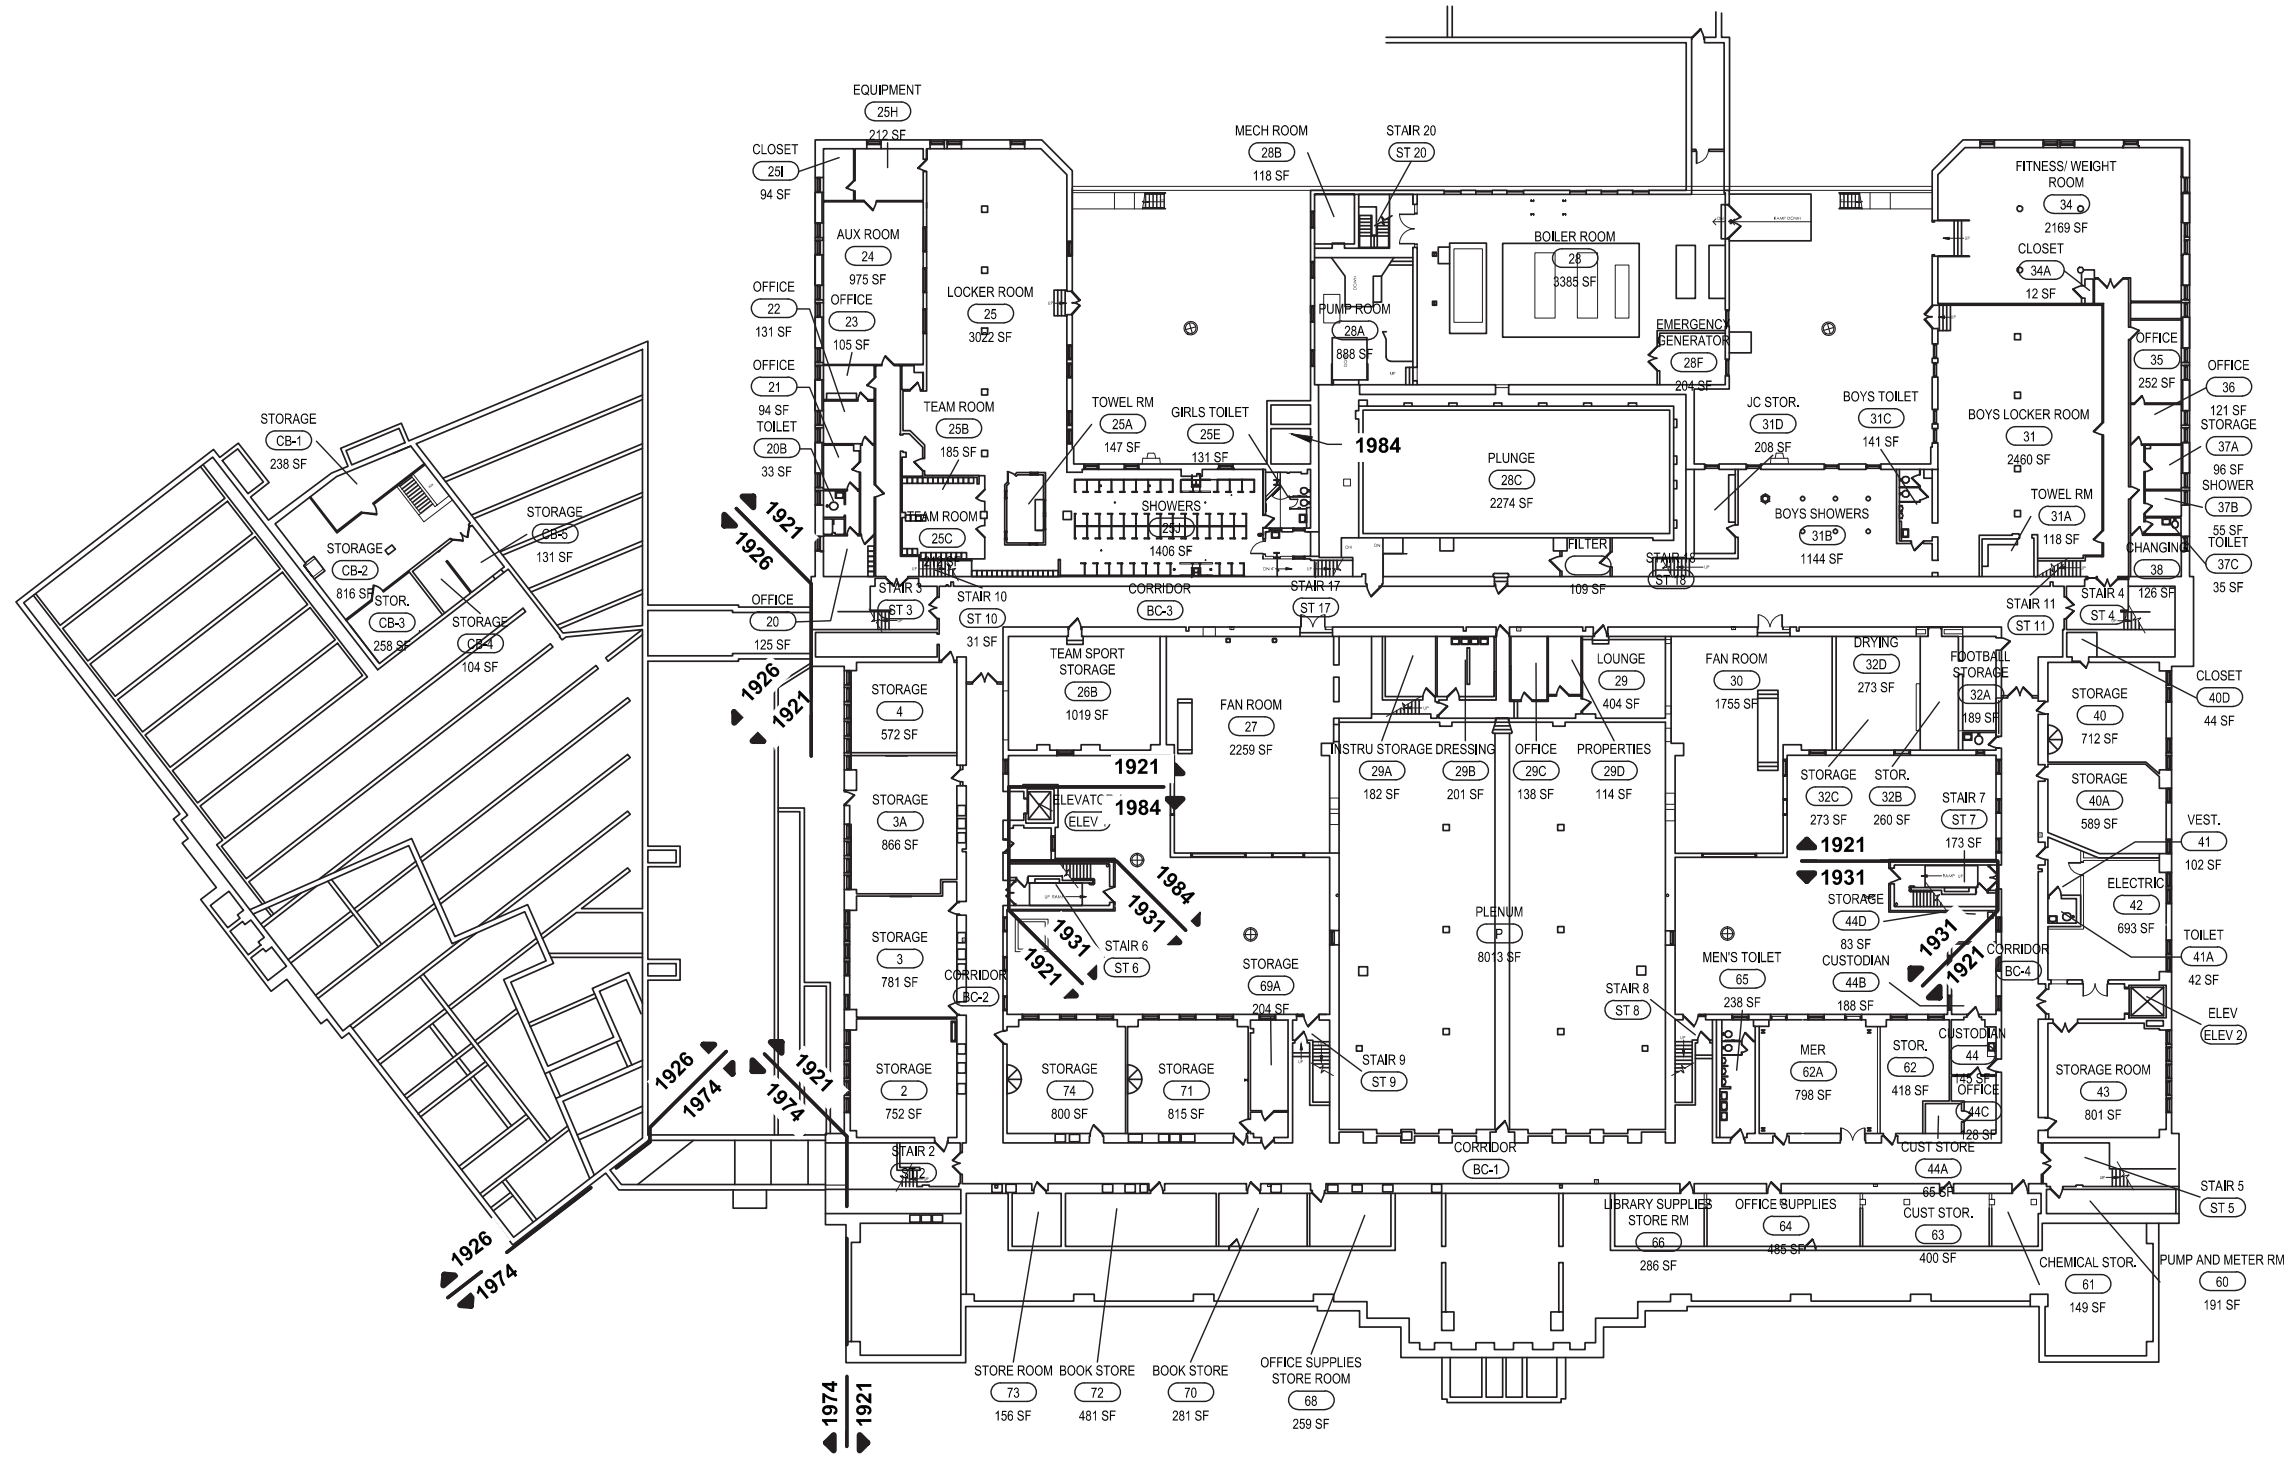 EQUIPMENT
25H
212 SF
CLOSET
25I
94 SF
AUX ROOM
24
975 SF
OFFICE
22
131 SF
OFFICE
23
105 SF
OFFICE
21
94 SF
TOILET
20B
33 SF
LOCKER ROOM
25
3022 SF
TEAM ROOM
25B
185 SF
TEAM ROOM
25C
TOWEL RM
25A
147 SF
GIRLS TOILET
25E
131 SF
SHOWERS
25J
1406 SF
MECH ROOM
28B
118 SF
STAIR 20
ST 20
BOILER ROOM
28
3385 SF
PUMP ROOM
28A
888 SF
EMERGENCY
GENERATOR
28F
204 SF
1984
PLUNGE
28C
2274 SF
JC STOR.
31D
208 SF
BOYS TOILET
31C
141 SF
BOYS SHOWERS
31B
1144 SF
FILTER
109 SF
STAIR 18
ST 18
RAMP DOWN
FITNESS/ WEIGHT
ROOM
34
2169 SF
CLOSET
34A
12 SF
BOYS LOCKER ROOM
31
2460 SF
TOWEL RM
31A
118 SF
OFFICE
35
252 SF
OFFICE
36
121 SF
STORAGE
37A
96 SF
SHOWER
37B
55 SF
TOILET
37C
35 SF
CHANGING
38
126 SF
STORAGE
CB-1
238 SF
STORAGE
CB-2
816 SF
STOR.
CB-3
258 SF
STORAGE
CB-4
104 SF
STORAGE
CB-5
131 SF
1921
1926
OFFICE
20
125 SF
1926
1921
STAIR 3
ST 3
STAIR 10
ST 10
31 SF
CORRIDOR
BC-3
STAIR 17
ST 17
STAIR 11
ST 11
STAIR 4
ST 4
CLOSET
40D
44 SF
STORAGE
4
572 SF
TEAM SPORT
STORAGE
26B
1019 SF
FAN ROOM
27
2259 SF
LOUNGE
29
404 SF
FAN ROOM
30
1755 SF
DRYING
32D
273 SF
FOOTBALL
STORAGE
32A
189 SF
STORAGE
40
712 SF
INSTRU STORAGE
29A
182 SF
DRESSING
29B
201 SF
OFFICE
29C
138 SF
PROPERTIES
29D
114 SF
STORAGE
32C
273 SF
STOR.
32B
260 SF
STAIR 7
ST 7
173 SF
STORAGE
40A
589 SF
VEST.
41
102 SF
1921
1984
ELEV
STORAGE
3A
866 SF
1984
1931
UP RAMP
1931
1921
STAIR 6
ST 6
1921
1931
RAMP UP
ELECTRIC
42
693 SF
STORAGE
3
781 SF
CORRIDOR
BC-2
STORAGE
69A
204 SF
PLENUM
P
8013 SF
MEN'S TOILET
65
238 SF
STORAGE
44D
83 SF
CUSTODIAN
44B
188 SF
1931
1921
CORRIDOR
BC-4
TOILET
41A
42 SF
ELEV
ELEV 2
STAIR 8
ST 8
1926
1974
1921
1974
STORAGE
2
752 SF
STORAGE
74
800 SF
STORAGE
71
815 SF
STAIR 9
ST 9
MER
62A
798 SF
STOR.
62
418 SF
CUSTODIAN
44
145 SF
OFFICE
44C
128 SF
STORAGE ROOM
43
801 SF
STAIR 2
ST 2
CORRIDOR
BC-1
CUST STORE
44A
65 SF
STAIR 5
ST 5
1926
1974
LIBRARY SUPPLIES
STORE RM
66
286 SF
OFFICE SUPPLIES
64
485 SF
CUST STOR.
63
400 SF
CHEMICAL STOR.
61
149 SF
PUMP AND METER RM
60
191 SF
STORE ROOM
73
156 SF
BOOK STORE
72
481 SF
BOOK STORE
70
281 SF
OFFICE SUPPLIES
STORE ROOM
68
259 SF
1974
1921